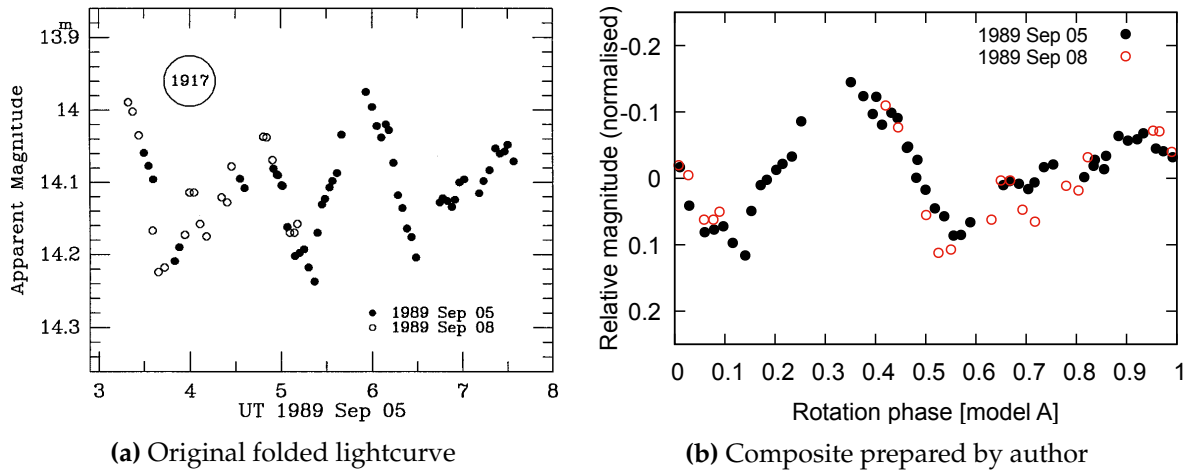 m
13.9
14
14.1
14.2
14.3
Apparent Magnitude
1917
1989 Sep 05
1989 Sep 08
3 4 5 6 7 8
UT 1989 Sep 05
(a) Original folded lightcurve
-0.2
-0.1
0
0.1
0.2
Relative magnitude (normalised)
1989 Sep 05
1989 Sep 08
0 0.1 0.2 0.3 0.4 0.5 0.6 0.7 0.8 0.9 1
Rotation phase [model A]
(b) Composite prepared by author